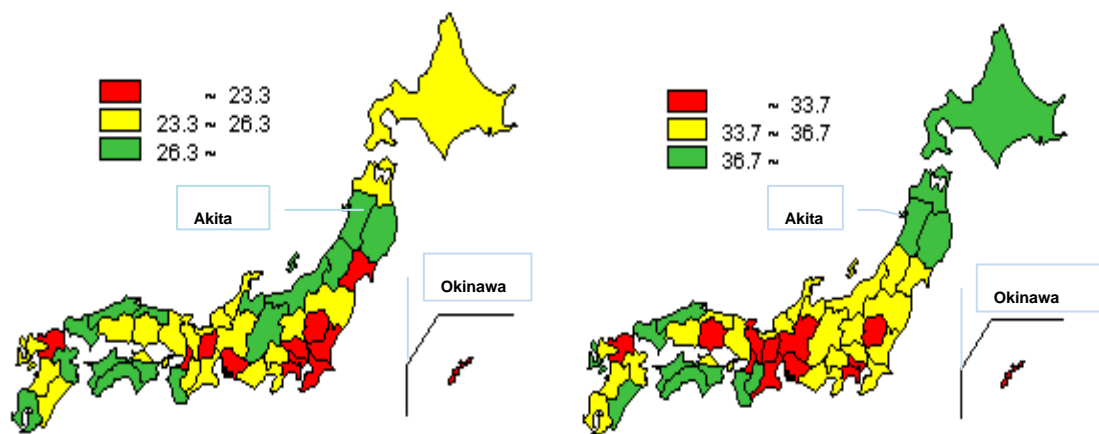 ~ 23.3
23.3 ~ 26.3
26.3 ~
Akita
Okinawa
~ 33.7
33.7 ~ 36.7
36.7 ~
Akita
Okinawa